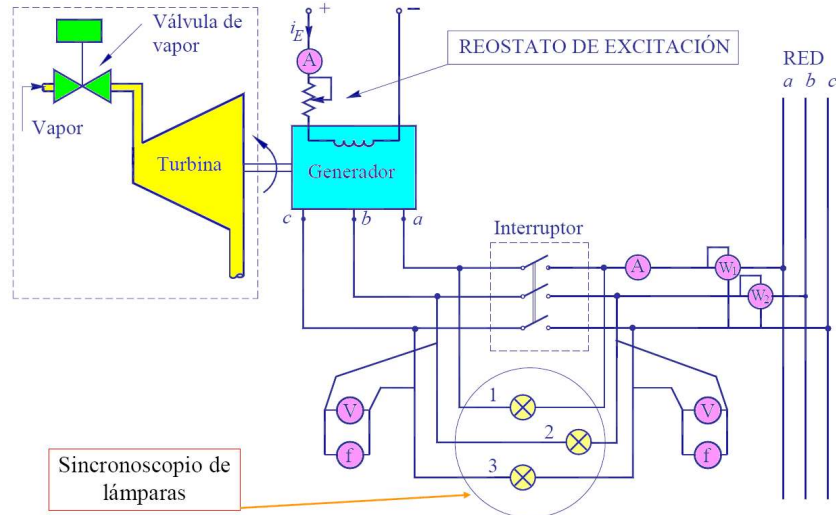 Válvula de
vapor
Vapor
Turbina
i_E
+
−
A
REOSTATO DE EXCITACIÓN
Generador
c b a
RED
a b c
Interruptor
A
W1
W2
V
f
1
2
3
V
f
Sincronoscopio de
lámparas